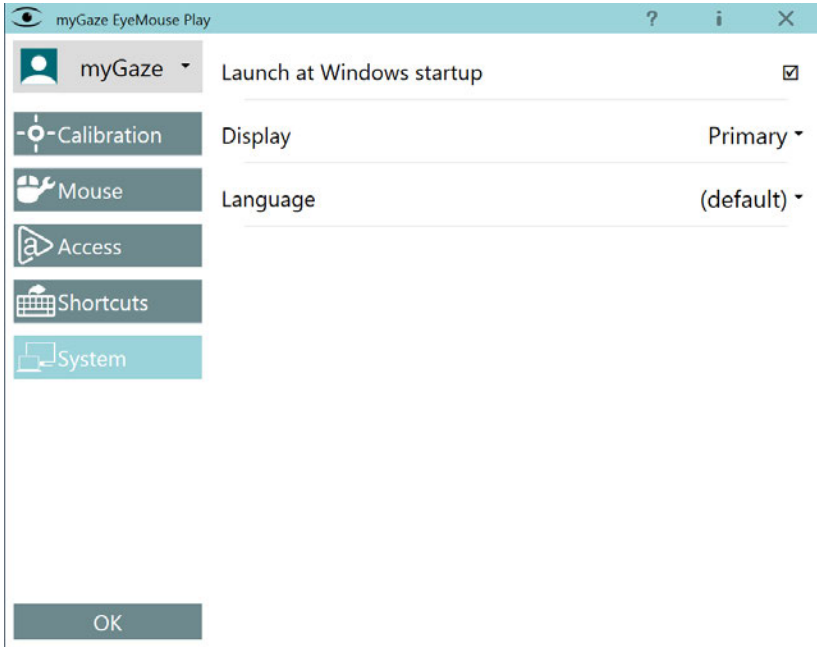 myGaze EyeMouse Play ? i
myGaze
Launch at Windows startup
Calibration
Display Primary
Mouse
Language (default)
Access
Shortcuts
System
OK